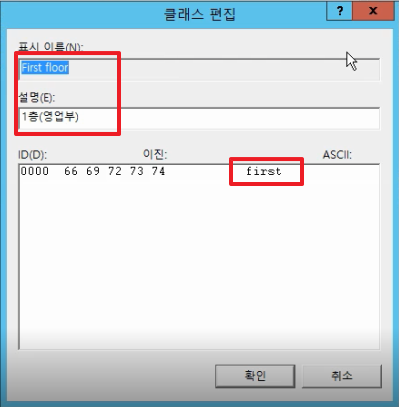 클래스 편집
? x
표시 이름(N):
First floor
설명(E):
1층(영업부)
ID(D): 이진: ASCII:
0000 66 69 72 73 74 first
확인 취소